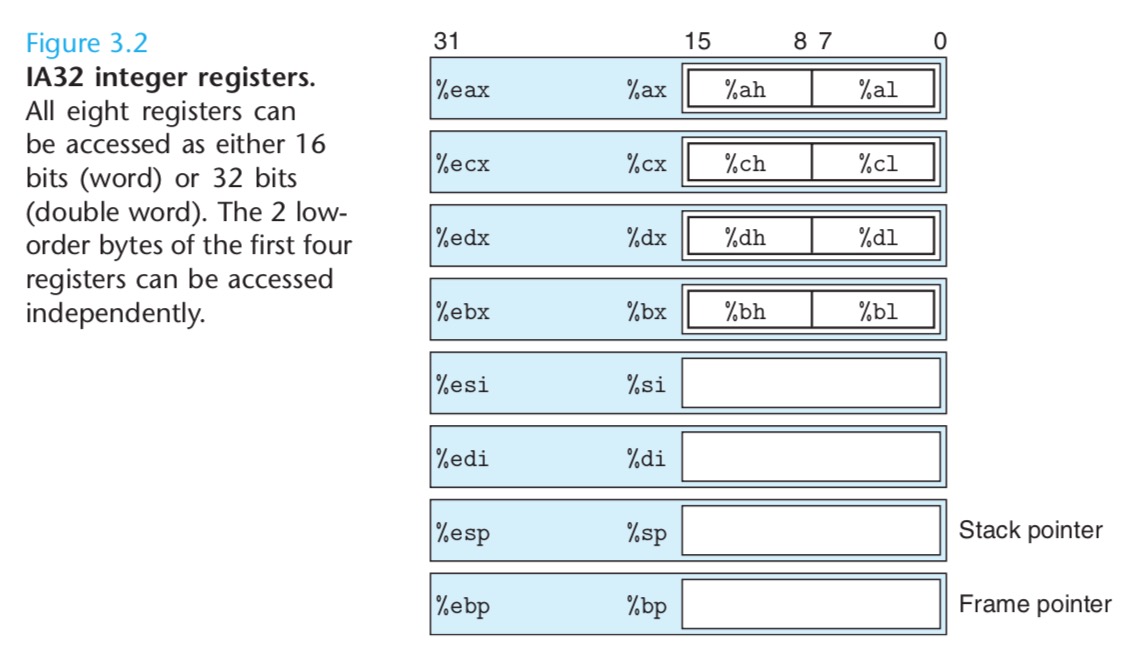 Figure 3.2
IA32 integer registers.
All eight registers can
be accessed as either 16
bits (word) or 32 bits
(double word). The 2 low-
order bytes of the first four
registers can be accessed
independently.
31 15 8 7 0
%eax %ax %ah %al
%ecx %cx %ch %cl
%edx %dx %dh %dl
%ebx %bx %bh %bl
%esi %si
%edi %di
%esp %sp Stack pointer
%ebp %bp Frame pointer